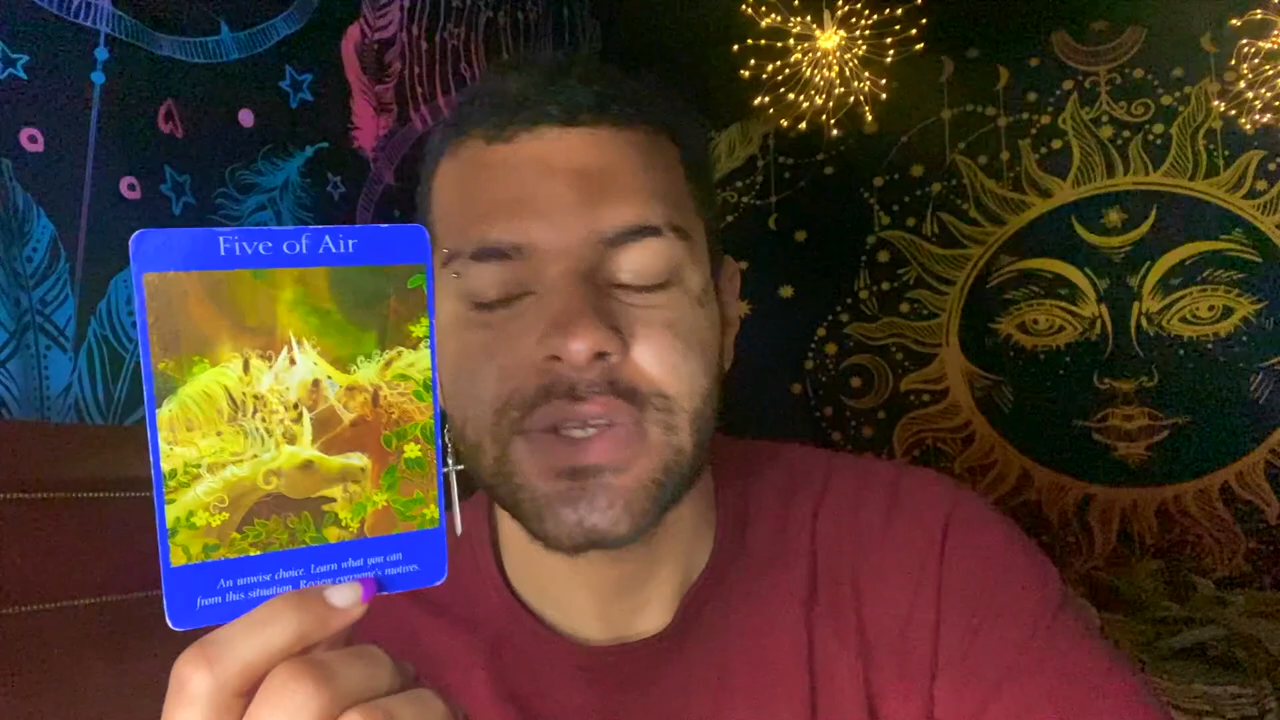 Five of Air
An unwise choice. Learn what you can
from this situation. Review everyone's motives.